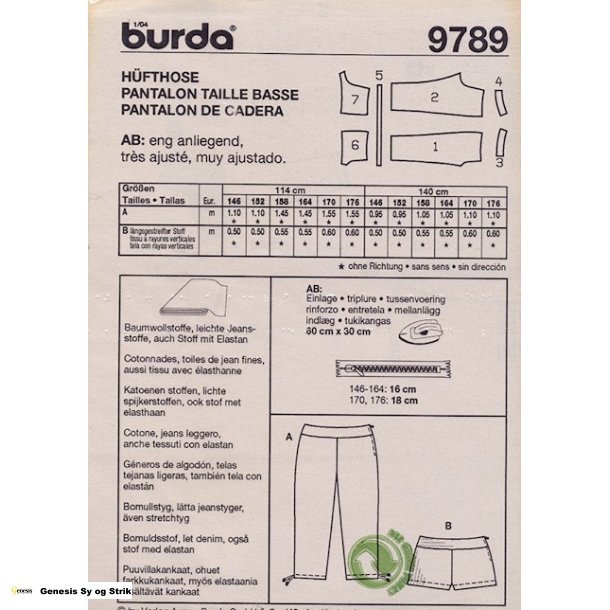 1/04
burda®
9789
HÜFTHOSE
PANTALON TAILLE BASSE
PANTALON DE CADERA
AB: eng anliegend,
très ajusté, muy ajustado.
5
4
7
2
6
1
3
Größen 114 cm 140 cm
Tailles • Tallas Eur. 146 152 158 164 170 176 146 152 158 164 170 176
A m 1.10 1.10 1.45 1.45 1.55 1.55 0.95 0.95 1.05 1.05 1.10 1.10
★ ★ ★ ★ ★ ★ ★ ★ ★ ★ ★ ★
B längsgestreifter Stoff m 0.50 0.50 0.55 0.55 0.60 0.60 0.50 0.50 0.55 0.55 0.60 0.60
tissu à rayures verticales
tela con rayas verticales
★ ★ ★ ★ ★ ★ ★ ★ ★ ★ ★ ★
★ ohne Richtung • sans sens • sin dirección
Baumwollstoffe, leichte Jeans-
stoffe, auch Stoff mit Elastan
Cotonnades, toiles de jean fines,
aussi tissu avec élasthanne
Katoenen stoffen, lichte
spijkerstoffen, ook stof met
elasthaan
Cotone, jeans leggero,
anche tessuti con elastan
Géneros de algodón, telas
tejanas ligeras, también tela con
elastán
Bomullstyg, lätta jeanstyger,
även stretchtyg
Bomuldsstof, let denim, også
stof med elastan
Puuvillakankaat, ohuet
farkkukankaat, myös elastaania
sisältävät kankaat
AB:
Einlage • triplure • tussenvoering
rinforzo • entretela • mellanlägg
indlæg • tukikangas
60 cm x 30 cm
146-164: 16 cm
170, 176: 18 cm
A
B
Genesis
Genesis Sy og Strik